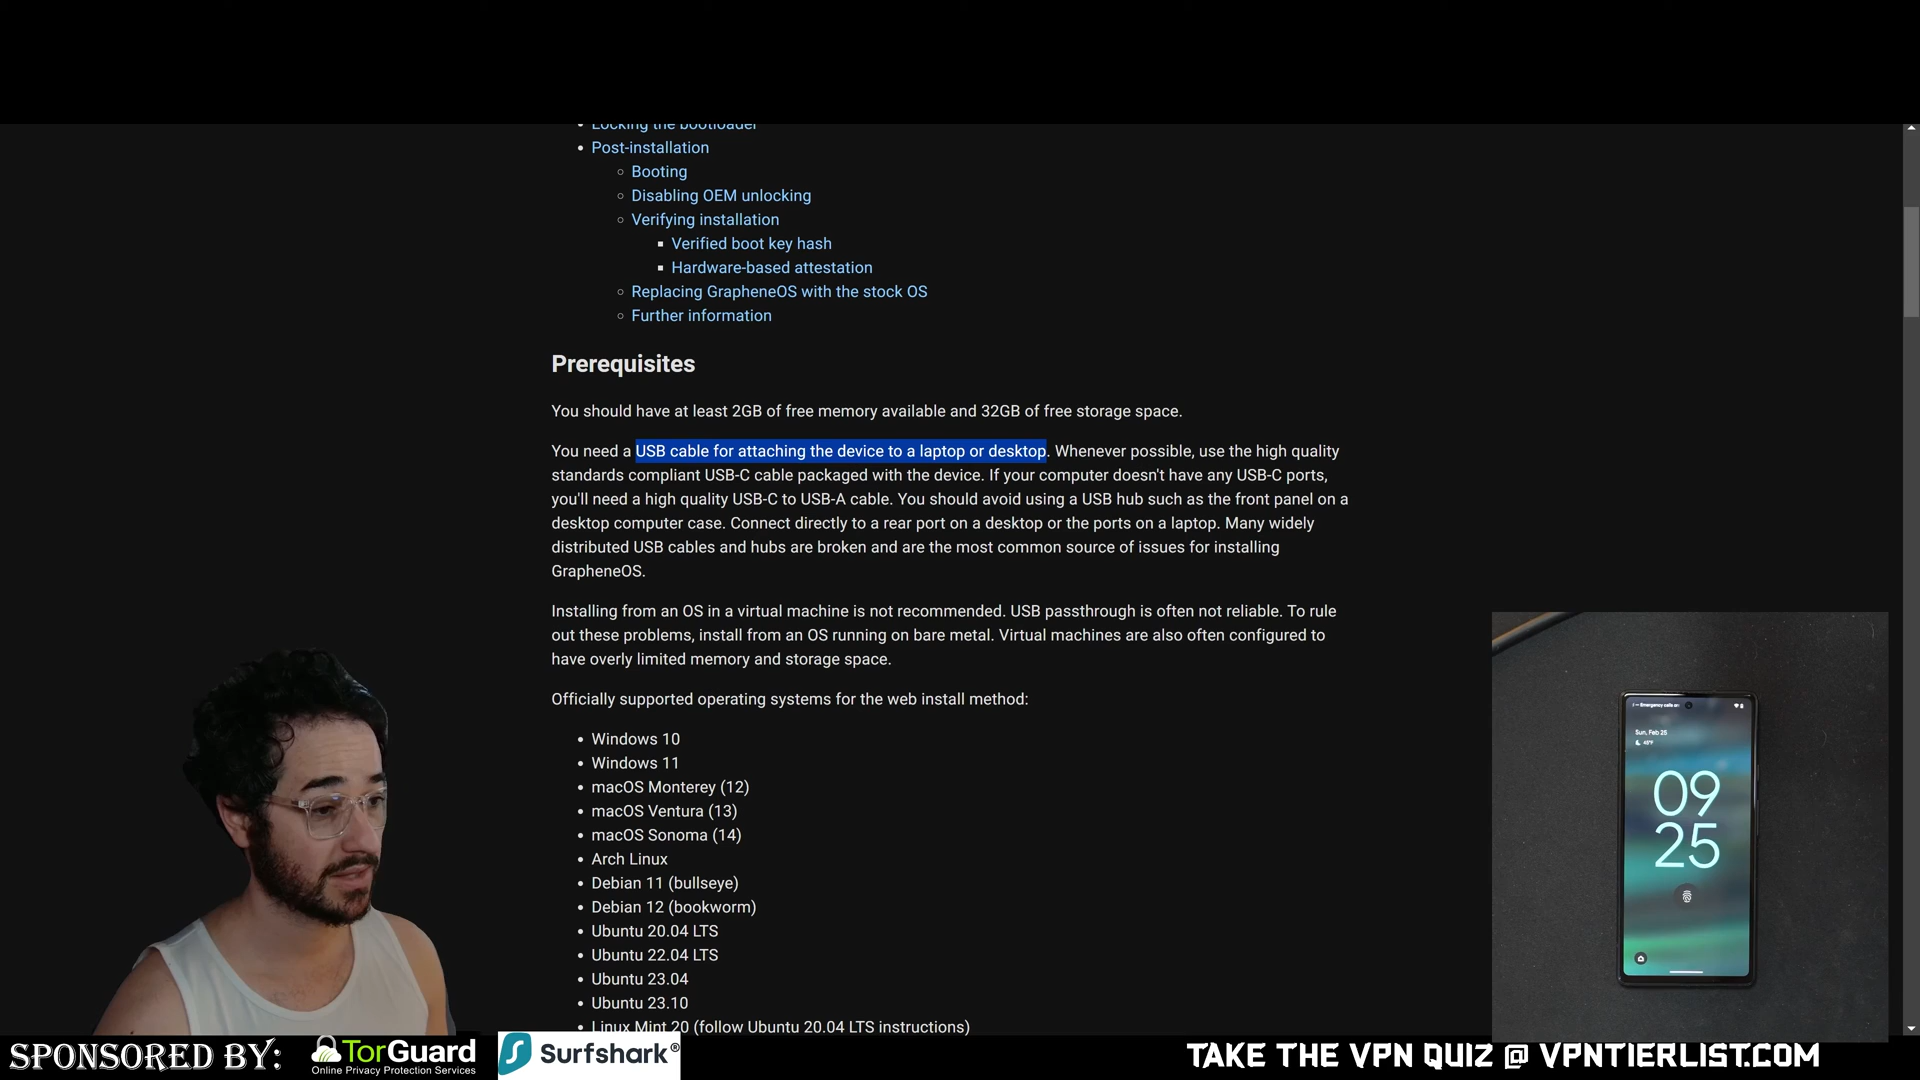 Locking the bootloader
Post-installation
Booting
Disabling OEM unlocking
Verifying installation
Verified boot key hash
Hardware-based attestation
Replacing GrapheneOS with the stock OS
Further information
Prerequisites
You should have at least 2GB of free memory available and 32GB of free storage space.
You need a USB cable for attaching the device to a laptop or desktop. Whenever possible, use the high quality
standards compliant USB-C cable packaged with the device. If your computer doesn't have any USB-C ports,
you'll need a high quality USB-C to USB-A cable. You should avoid using a USB hub such as the front panel on a
desktop computer case. Connect directly to a rear port on a desktop or the ports on a laptop. Many widely
distributed USB cables and hubs are broken and are the most common source of issues for installing
GrapheneOS.
Installing from an OS in a virtual machine is not recommended. USB passthrough is often not reliable. To rule
out these problems, install from an OS running on bare metal. Virtual machines are also often configured to
have overly limited memory and storage space.
Officially supported operating systems for the web install method:
Windows 10
Windows 11
macOS Monterey (12)
macOS Ventura (13)
macOS Sonoma (14)
Arch Linux
Debian 11 (bullseye)
Debian 12 (bookworm)
Ubuntu 20.04 LTS
Ubuntu 22.04 LTS
Ubuntu 23.04
Ubuntu 23.10
Linux Mint 20 (follow Ubuntu 20.04 LTS instructions)
Emergency calls on
Sun, Feb 25
45°F
09
25
SPONSORED BY:
TorGuard
Online Privacy Protection Services
Surfshark®
TAKE THE VPN QUIZ @ VPNTIERLIST.COM